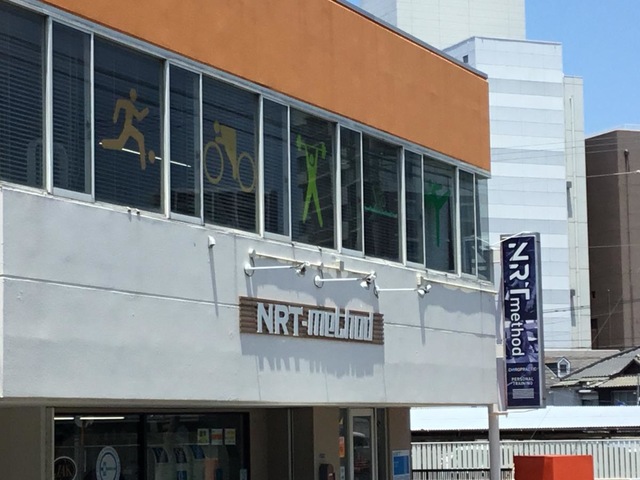 NRT-method
NRT method
CHIROPRACTIC
PERSONAL
TRAINING